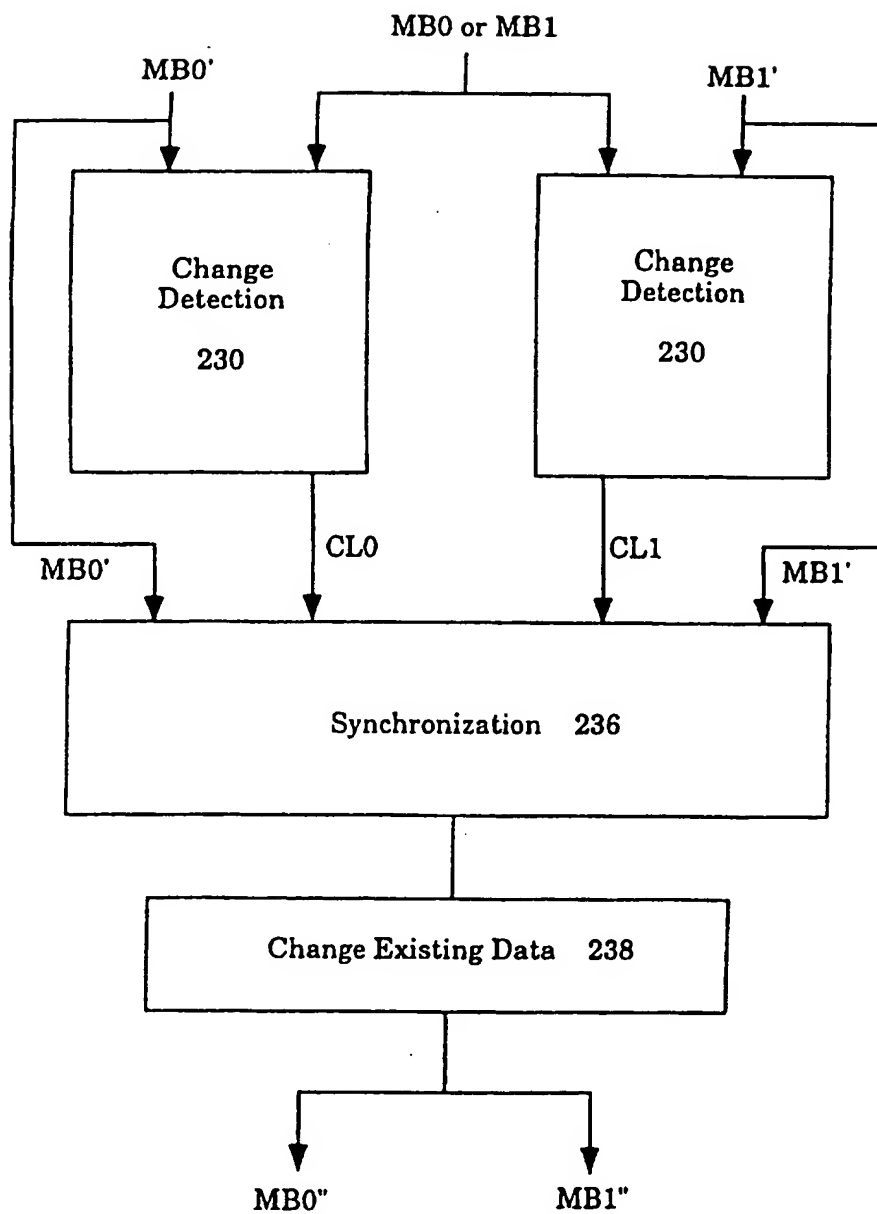 MB0 or MB1
MB0'
MB1'
Change
Detection
230
Change
Detection
230
CL0
CL1
MB0'
MB1'
Synchronization 236
Change Existing Data 238
MB0"
MB1"